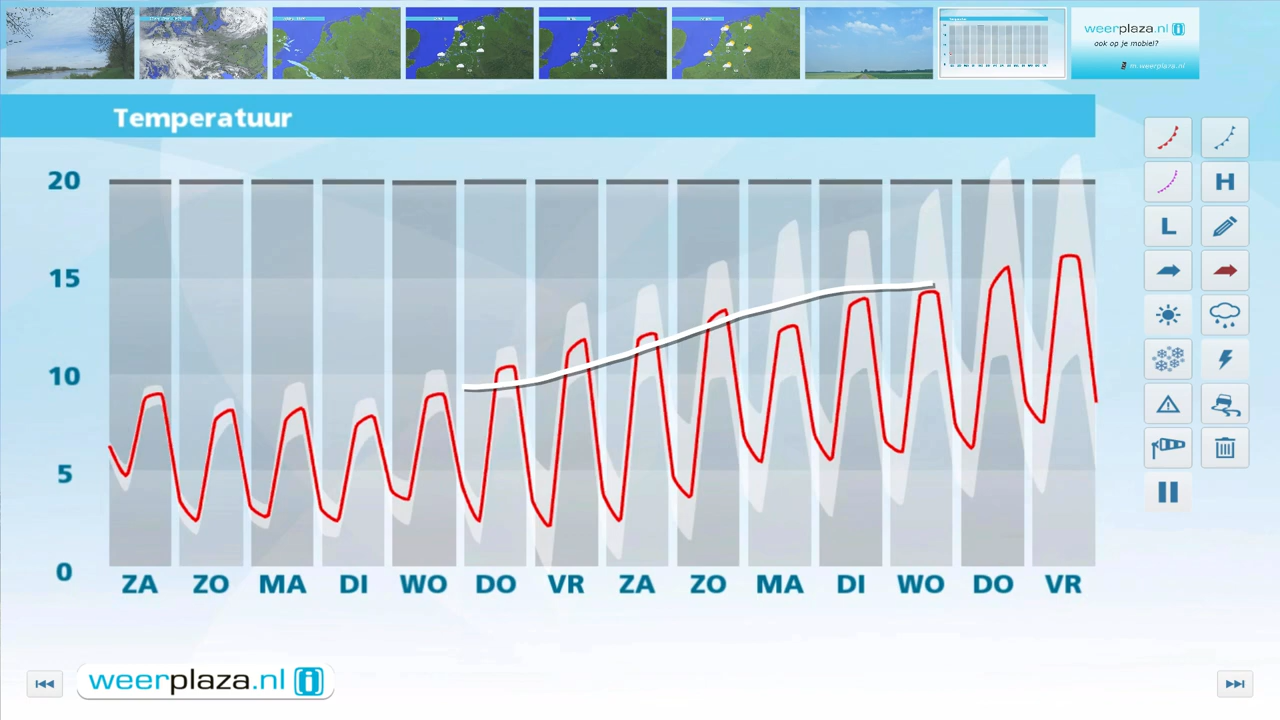 weerplaza.nl
ook op je mobiel?
m.weerplaza.nl
Temperatuur
20
15
10
5
0
H
L
ZA ZO MA DI WO DO VR ZA ZO MA DI WO DO VR
weerplaza.nl